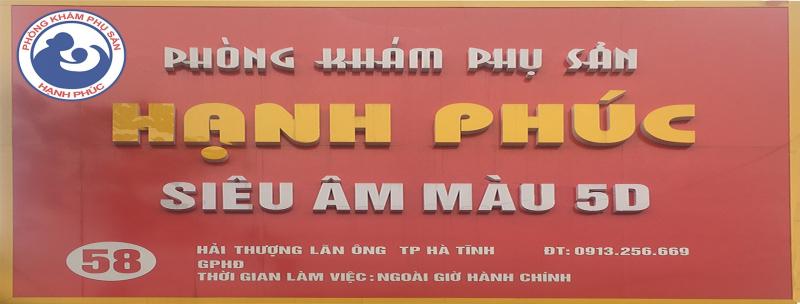 PHÒNG KHÁM PHỤ SẢN
HẠNH PHÚC
PHÒNG KHÁM PHỤ SẢN
HẠNH PHÚC
SIÊU ÂM MÀU 5D
58 HẢI THƯỢNG LÃN ÔNG TP HÀ TĨNH ĐT: 0913.256.669
GPHĐ
THỜI GIAN LÀM VIỆC: NGOÀI GIỜ HÀNH CHÍNH